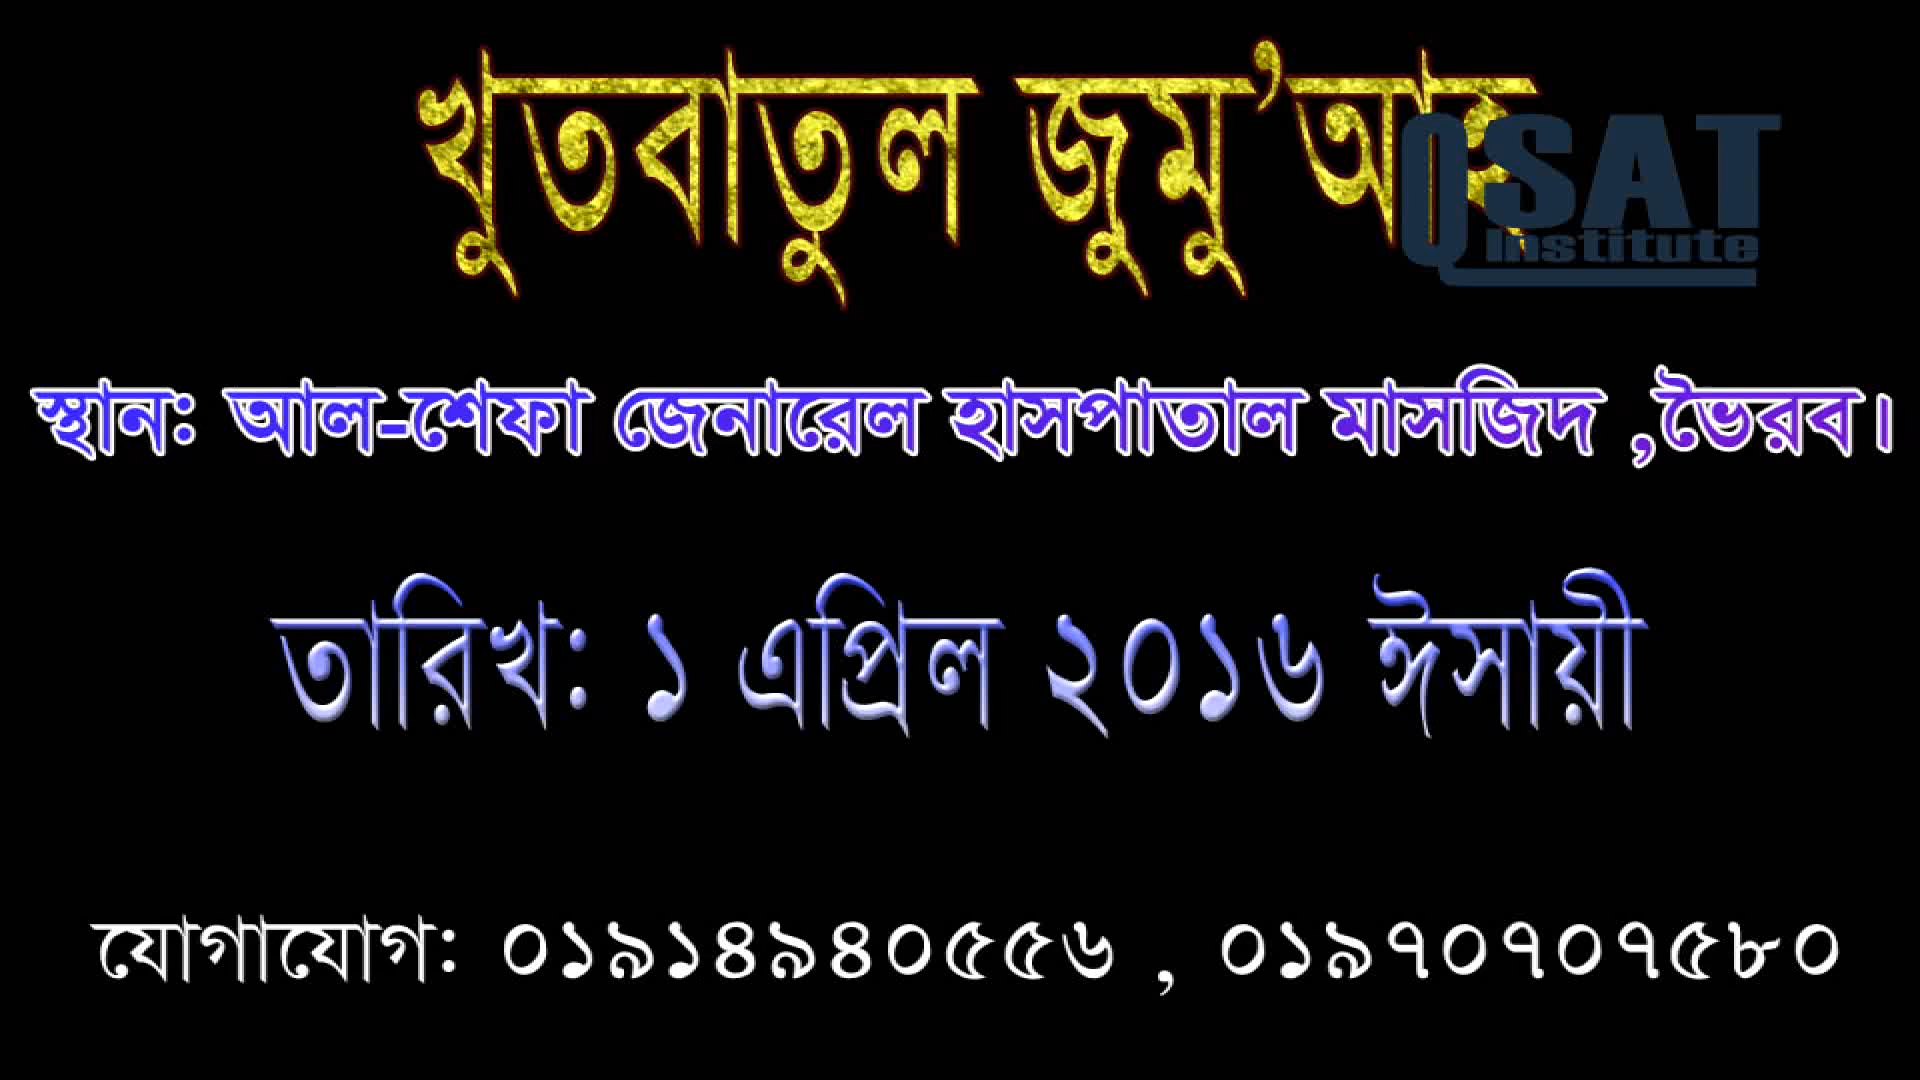 খুতবাতুল জুমু'আহ্
QSAT
Institute
স্থান: আল-শেফা জেনারেল হাসপাতাল মাসজিদ ,ভৈরব।
তারিখ: ১ এপ্রিল ২০১৬ ঈসায়ী
যোগাযোগ: ০১৯১৪৯৪০৫৫৬ , ০১৯৭০৭০৭৫৮০